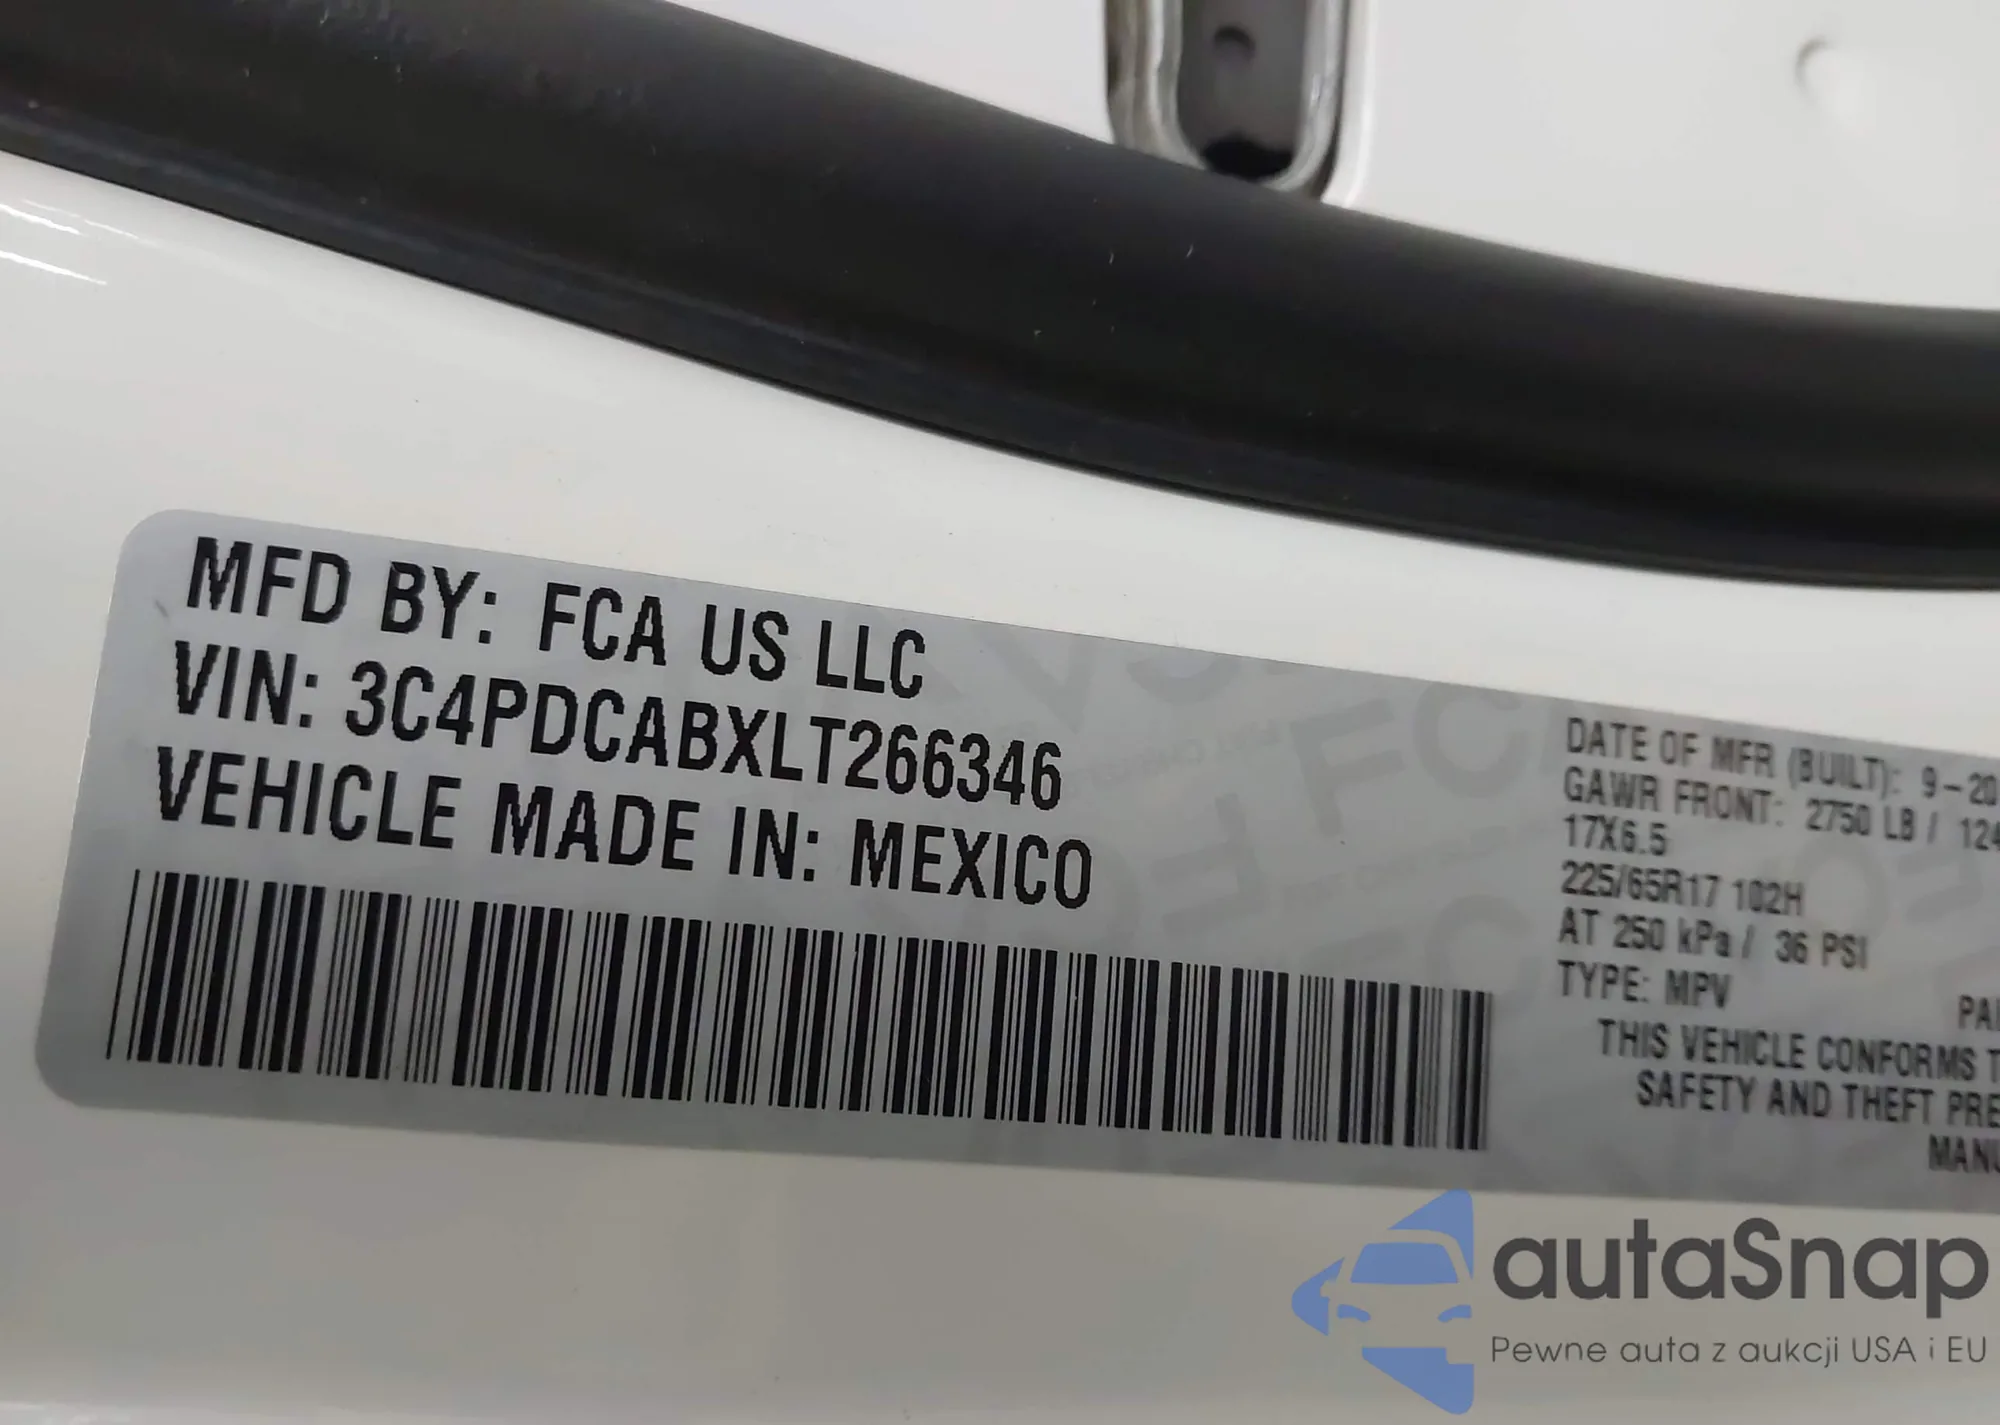 MFD BY: FCA US LLC
VIN: 3C4PDCABXLT266346
VEHICLE MADE IN: MEXICO
DATE OF MFR (BUILT): 9-20
GAWR FRONT: 2750 LB / 124
17X6.5
225/65R17 102H
AT 250 kPa / 36 PSI
TYPE: MPV
THIS VEHICLE CONFORMS T
SAFETY AND THEFT PRE
MANU
autaSnap
Pewne auta z aukcji USA i EU